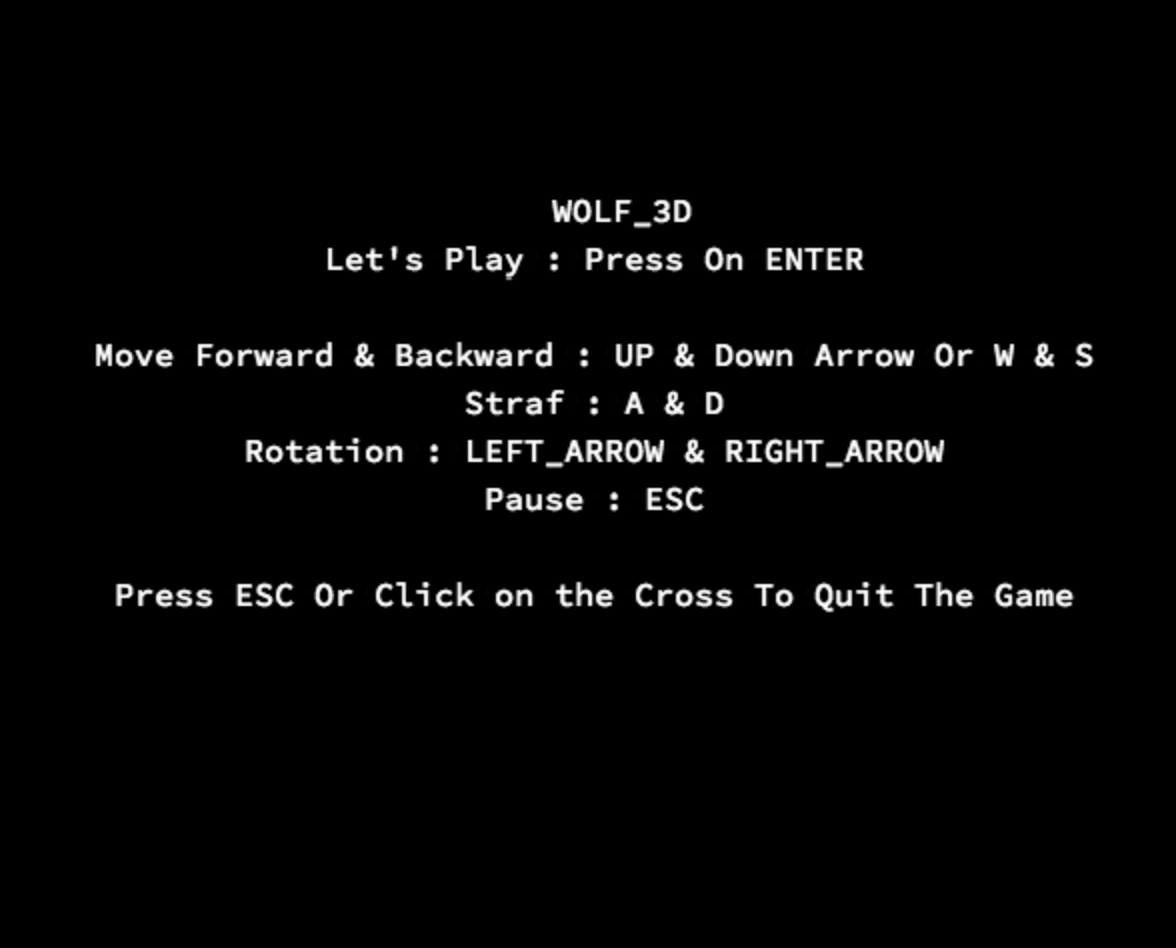 WOLF_3D
Let's Play : Press On ENTER
Move Forward & Backward : UP & Down Arrow Or W & S
Straf : A & D
Rotation : LEFT_ARROW & RIGHT_ARROW
Pause : ESC
Press ESC Or Click on the Cross To Quit The Game